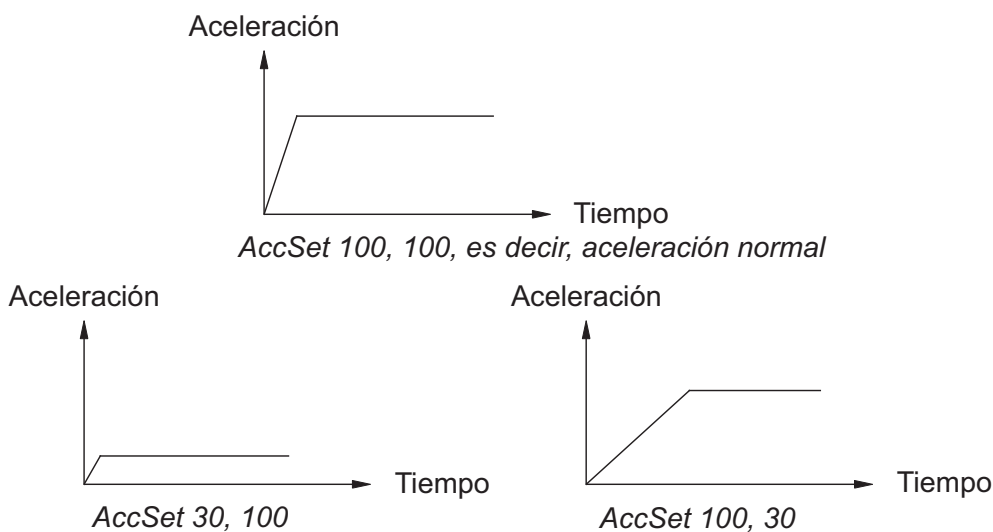 Aceleración
Tiempo
AccSet 100, 100, es decir, aceleración normal
Aceleración
Aceleración
Tiempo
Tiempo
AccSet 30, 100
AccSet 100, 30